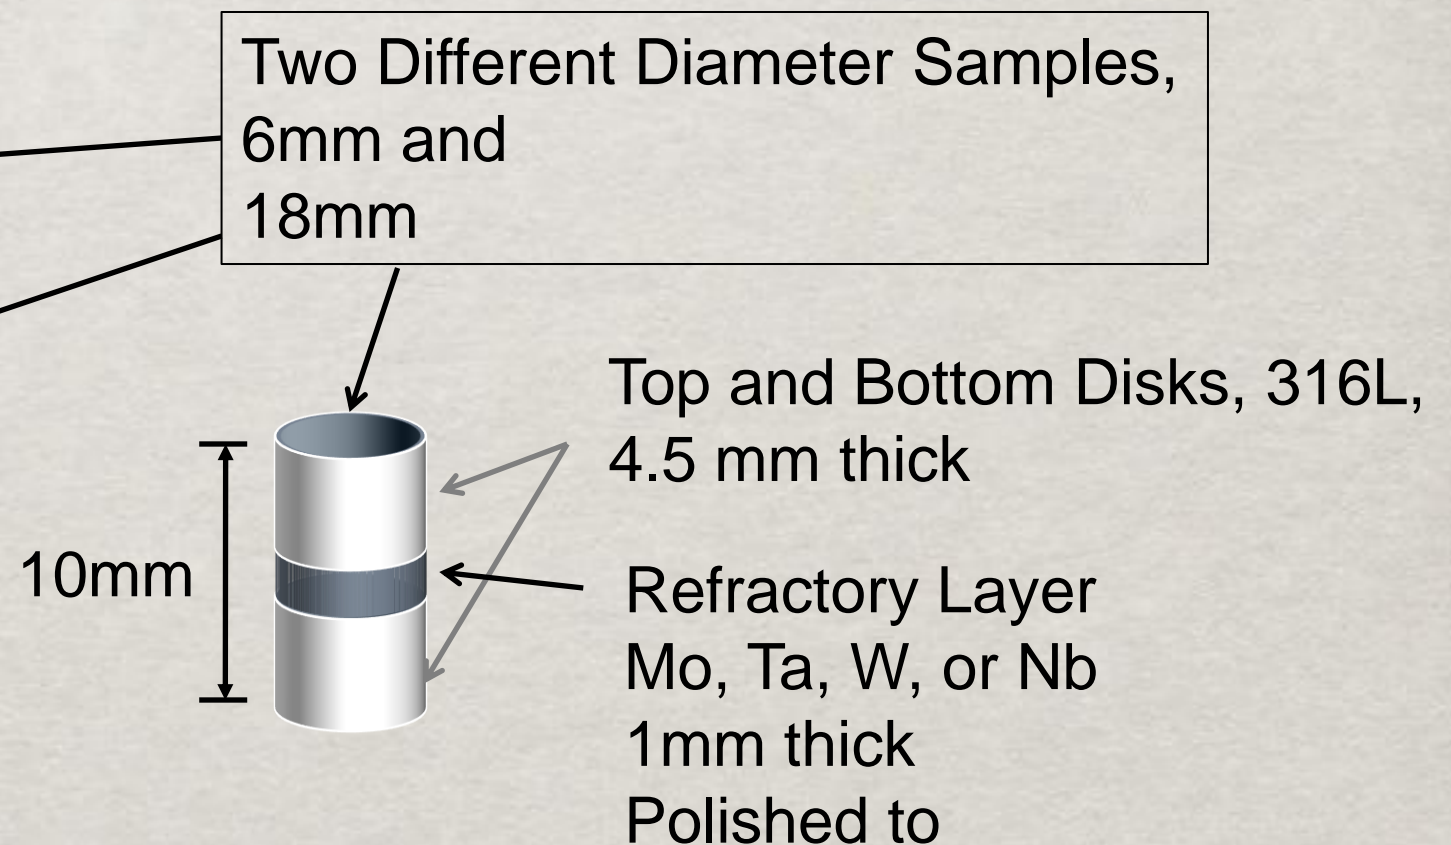 Two Different Diameter Samples,
6mm and
18mm
Top and Bottom Disks, 316L,
4.5 mm thick
10mm
Refractory Layer
Mo, Ta, W, or Nb
1mm thick
Polished to